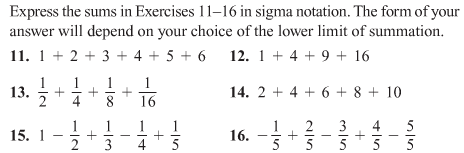 Express the sums in Exercises 11–16 in sigma notation. The form of your
answer will depend on your choice of the lower limit of summation.
11. 1 + 2 + 3 + 4 + 5 + 6 12. 1 + 4 + 9 + 16
13. 1/2 + 1/4 + 1/8 + 1/16 14. 2 + 4 + 6 + 8 + 10
15. 1 − 1/2 + 1/3 − 1/4 + 1/5 16. −1/5 + 2/5 − 3/5 + 4/5 − 5/5